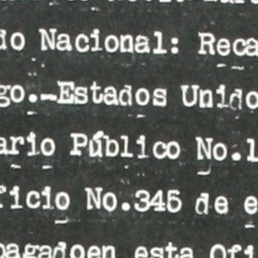 do Nacional: Reca
go.-Estados Unido
ario Público No.1
ficio No.345 de e
pagadoen esta Ofi